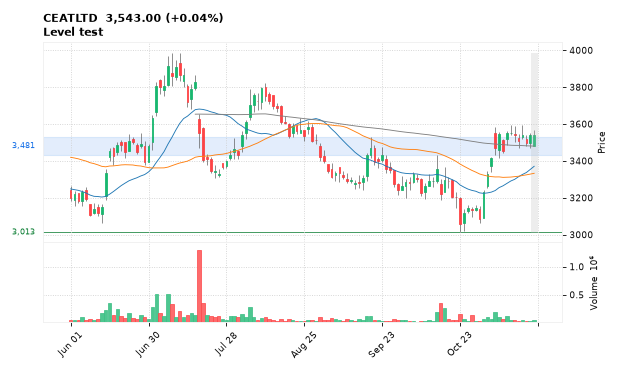 CEATLTD  3,543.00 (+0.04%)
Level test
4000
3800
3600
3400
3200
3000
Price
3,481
3,013
1.0
0.5
Volume 10⁶
Jun 01
Jun 30
Jul 28
Aug 25
Sep 23
Oct 23